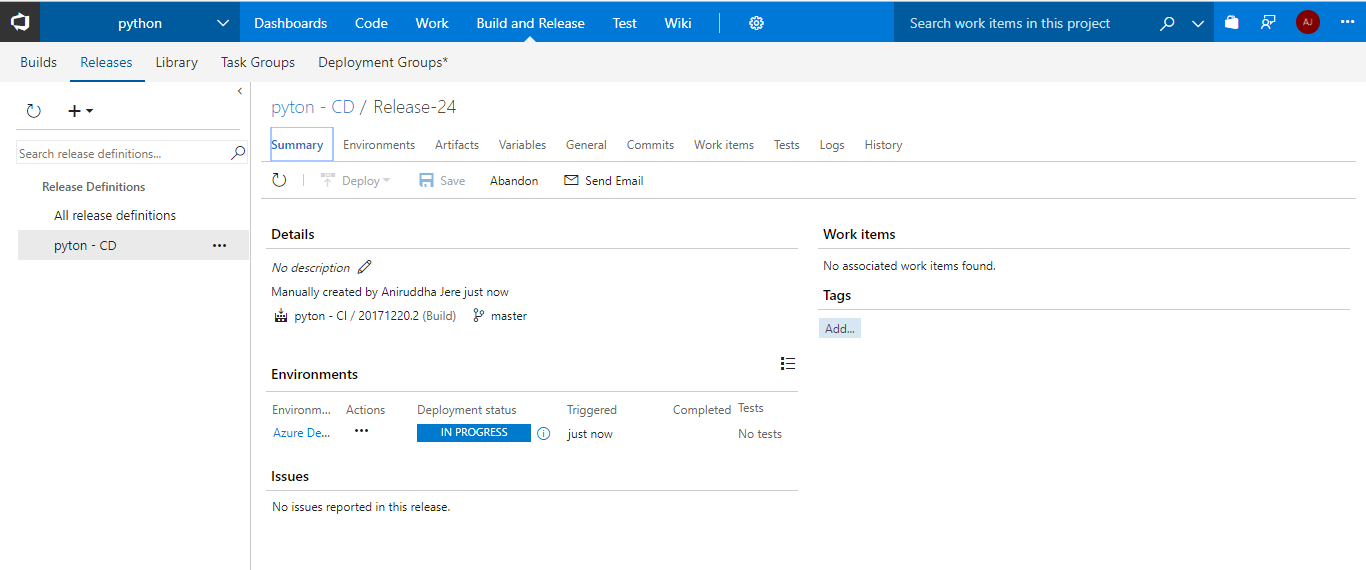 python Dashboards Code Work Build and Release Test Wiki Search work items in this project AJ
Builds Releases Library Task Groups Deployment Groups*
pyton - CD / Release-24
Summary Environments Artifacts Variables General Commits Work items Tests Logs History
Search release definitions...
Deploy Save Abandon Send Email
Release Definitions
All release definitions
pyton - CD
Details
No description
Manually created by Aniruddha Jere just now
pyton - CI / 20171220.2 (Build) master
Work items
No associated work items found.
Tags
Add...
Environments
Environm... Actions Deployment status Triggered Completed Tests
Azure De... IN PROGRESS just now No tests
Issues
No issues reported in this release.